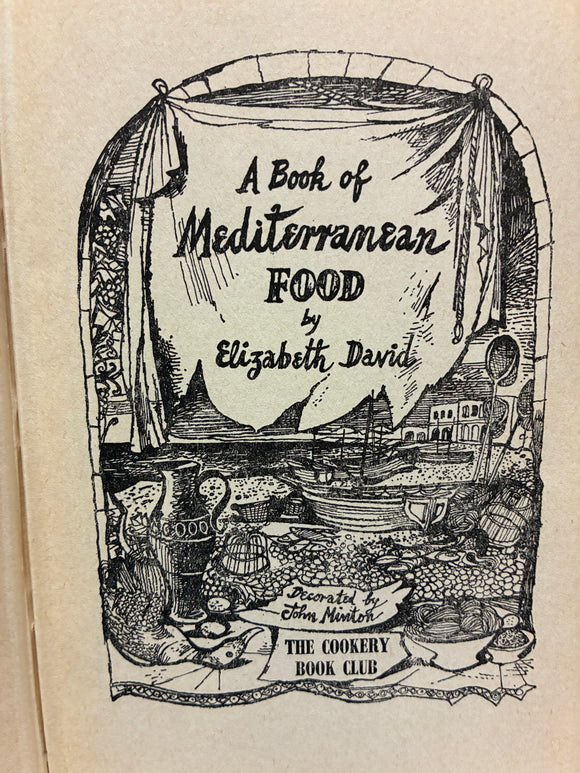 A Book of
Mediterranean
FOOD
by
Elizabeth David
Decorated by
John Minton
THE COOKERY
BOOK CLUB